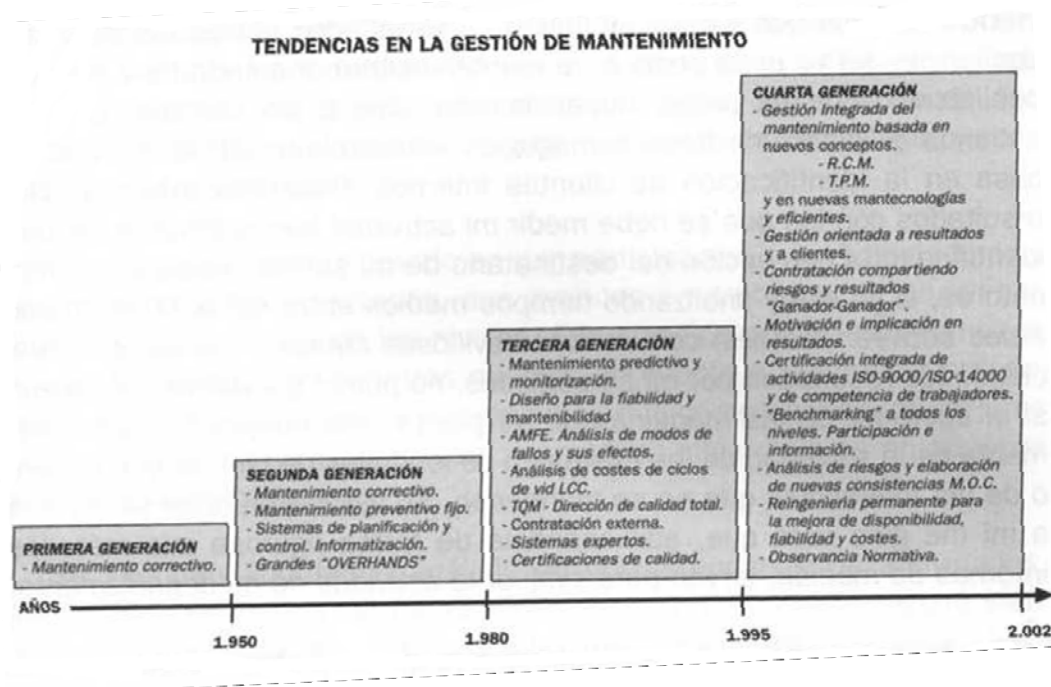 TENDENCIAS EN LA GESTIÓN DE MANTENIMIENTO
PRIMERA GENERACIÓN
- Mantenimiento correctivo.
SEGUNDA GENERACIÓN
- Mantenimiento correctivo.
- Mantenimiento preventivo fijo.
- Sistemas de planificación y
control. Informatización.
- Grandes "OVERHANDS"
TERCERA GENERACIÓN
- Mantenimiento predictivo y
monitorización.
- Diseño para la fiabilidad y
mantenibilidad
- AMFE. Análisis de modos de
fallos y sus efectos.
- Análisis de costes de ciclos
de vid LCC.
- TQM - Dirección de calidad total.
- Contratación externa.
- Sistemas expertos.
- Certificaciones de calidad.
CUARTA GENERACIÓN
- Gestión integrada del
mantenimiento basada en
nuevos conceptos.
- R.C.M.
- T.P.M.
y en nuevas mantecnologías
y eficientes.
- Gestión orientada a resultados
y a clientes.
- Contratación compartiendo
riesgos y resultados
"Ganador-Ganador".
- Motivación e implicación en
resultados.
- Certificación integrada de
actividades ISO-9000/ISO-14000
y de competencia de trabajadores.
- "Benchmarking" a todos los
niveles. Participación e
información.
- Análisis de riesgos y elaboración
de nuevas consistencias M.O.C.
- Reingeniería permanente para
la mejora de disponibilidad,
fiabilidad y costes.
- Observancia Normativa.
AÑOS
1.950
1.980
1.995
2.002